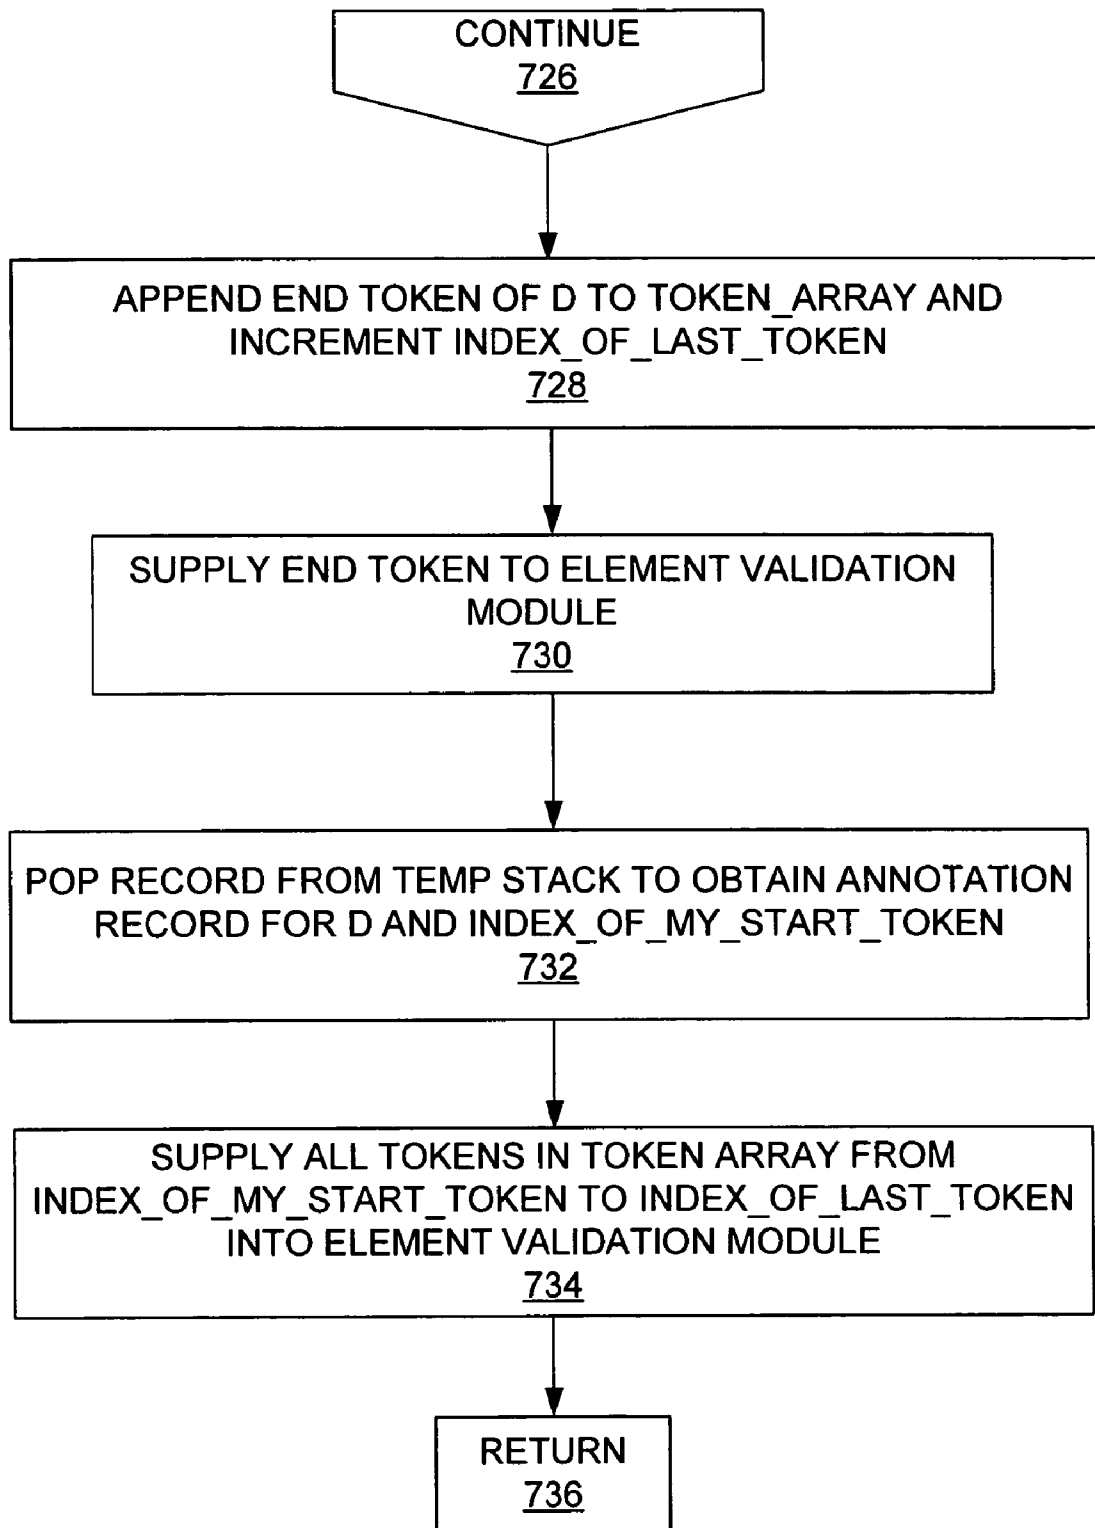 CONTINUE
726
APPEND END TOKEN OF D TO TOKEN_ARRAY AND
INCREMENT INDEX_OF_LAST_TOKEN
728
SUPPLY END TOKEN TO ELEMENT VALIDATION
MODULE
730
POP RECORD FROM TEMP STACK TO OBTAIN ANNOTATION
RECORD FOR D AND INDEX_OF_MY_START_TOKEN
732
SUPPLY ALL TOKENS IN TOKEN ARRAY FROM
INDEX_OF_MY_START_TOKEN TO INDEX_OF_LAST_TOKEN
INTO ELEMENT VALIDATION MODULE
734
RETURN
736